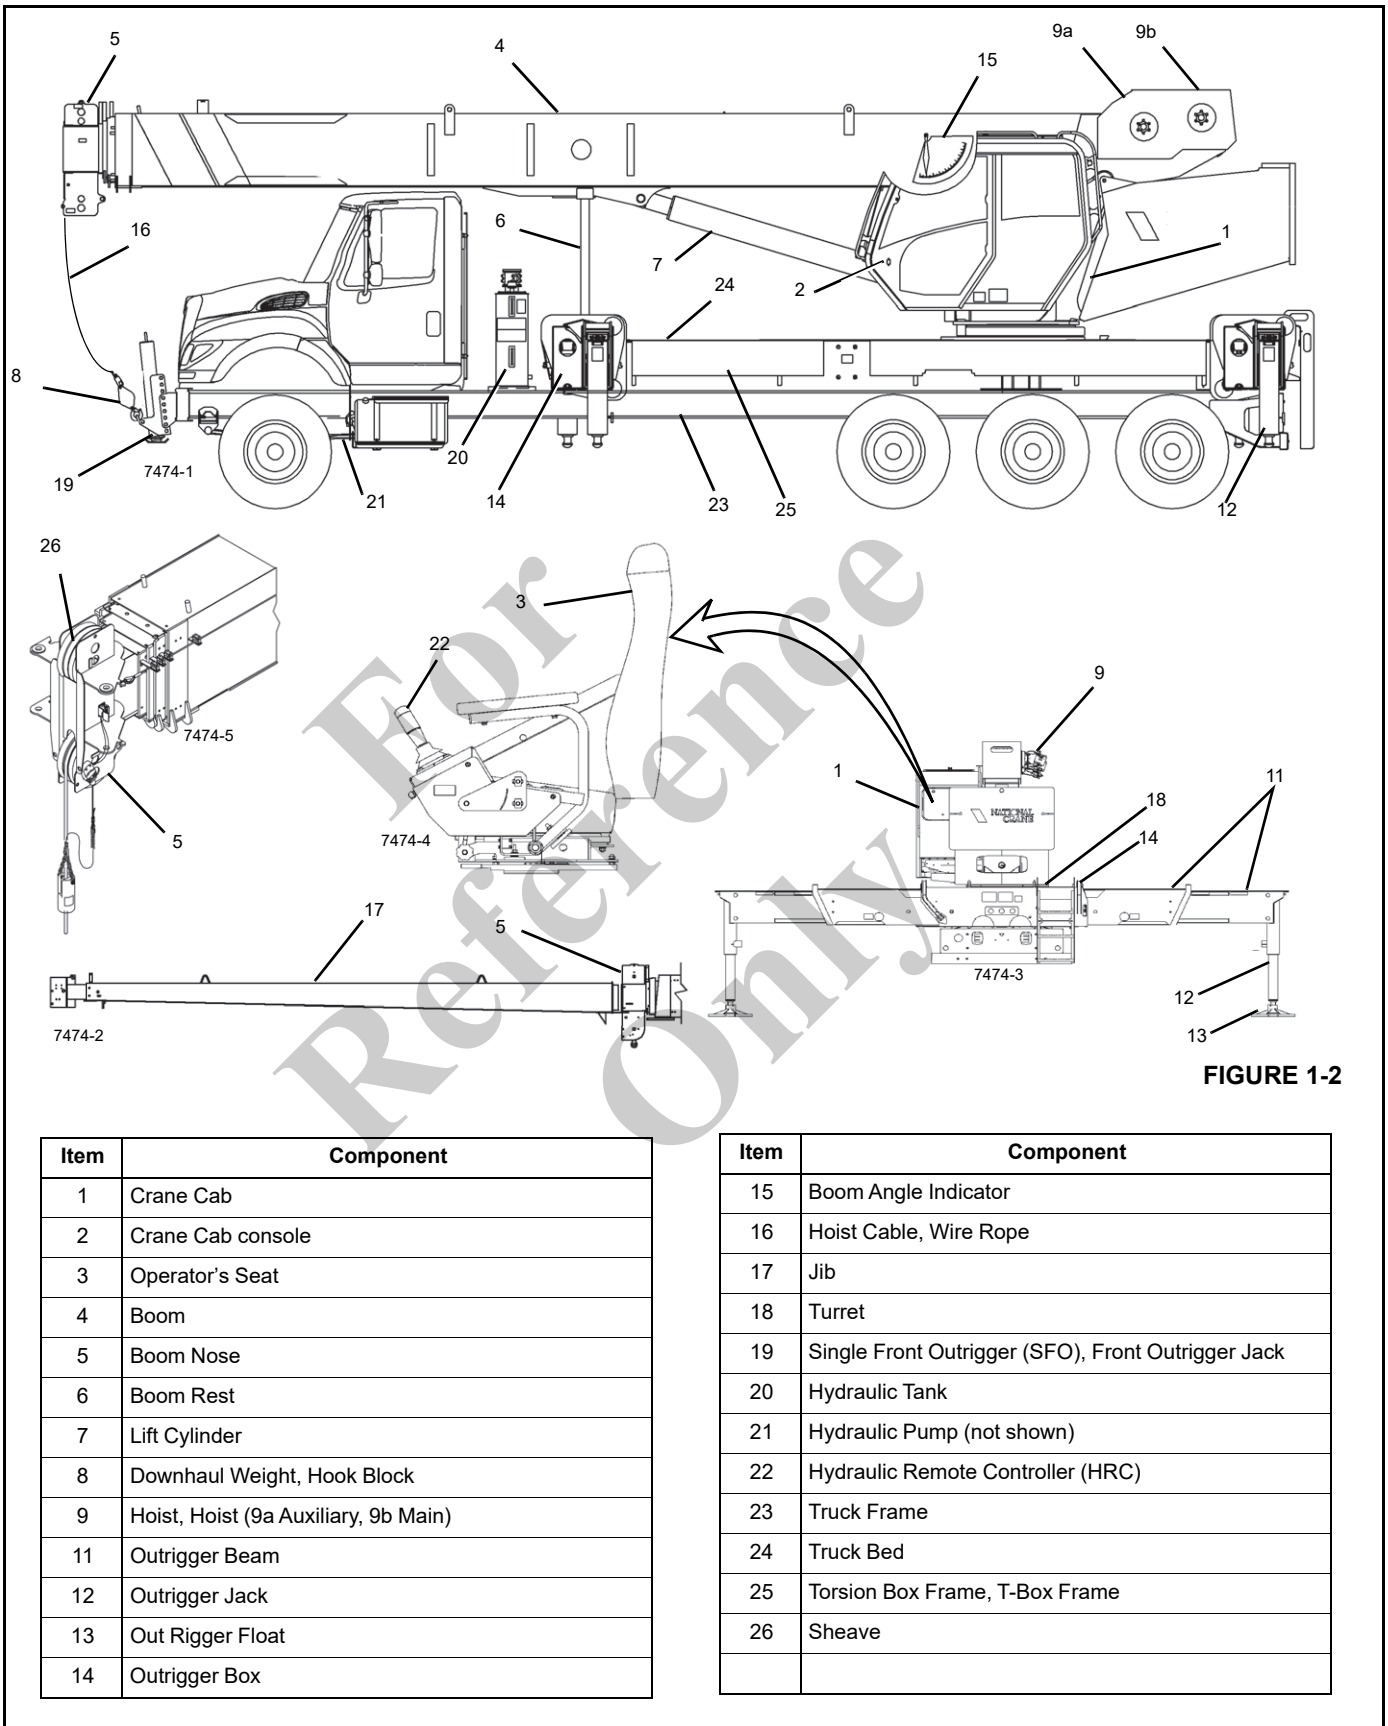 5
4
15
9a
9b
16
6
7
2
24
1
8
19
7474-1
21
20
14
23
25
12
26
3
22
7474-5
5
7474-4
9
1
11
18
14
NATIONAL
CRANE
17
5
7474-3
12
7474-2
13
For
Reference
Only
FIGURE 1-2
Item Component
1 Crane Cab
2 Crane Cab console
3 Operator’s Seat
4 Boom
5 Boom Nose
6 Boom Rest
7 Lift Cylinder
8 Downhaul Weight, Hook Block
9 Hoist, Hoist (9a Auxiliary, 9b Main)
11 Outrigger Beam
12 Outrigger Jack
13 Out Rigger Float
14 Outrigger Box
Item Component
15 Boom Angle Indicator
16 Hoist Cable, Wire Rope
17 Jib
18 Turret
19 Single Front Outrigger (SFO), Front Outrigger Jack
20 Hydraulic Tank
21 Hydraulic Pump (not shown)
22 Hydraulic Remote Controller (HRC)
23 Truck Frame
24 Truck Bed
25 Torsion Box Frame, T-Box Frame
26 Sheave